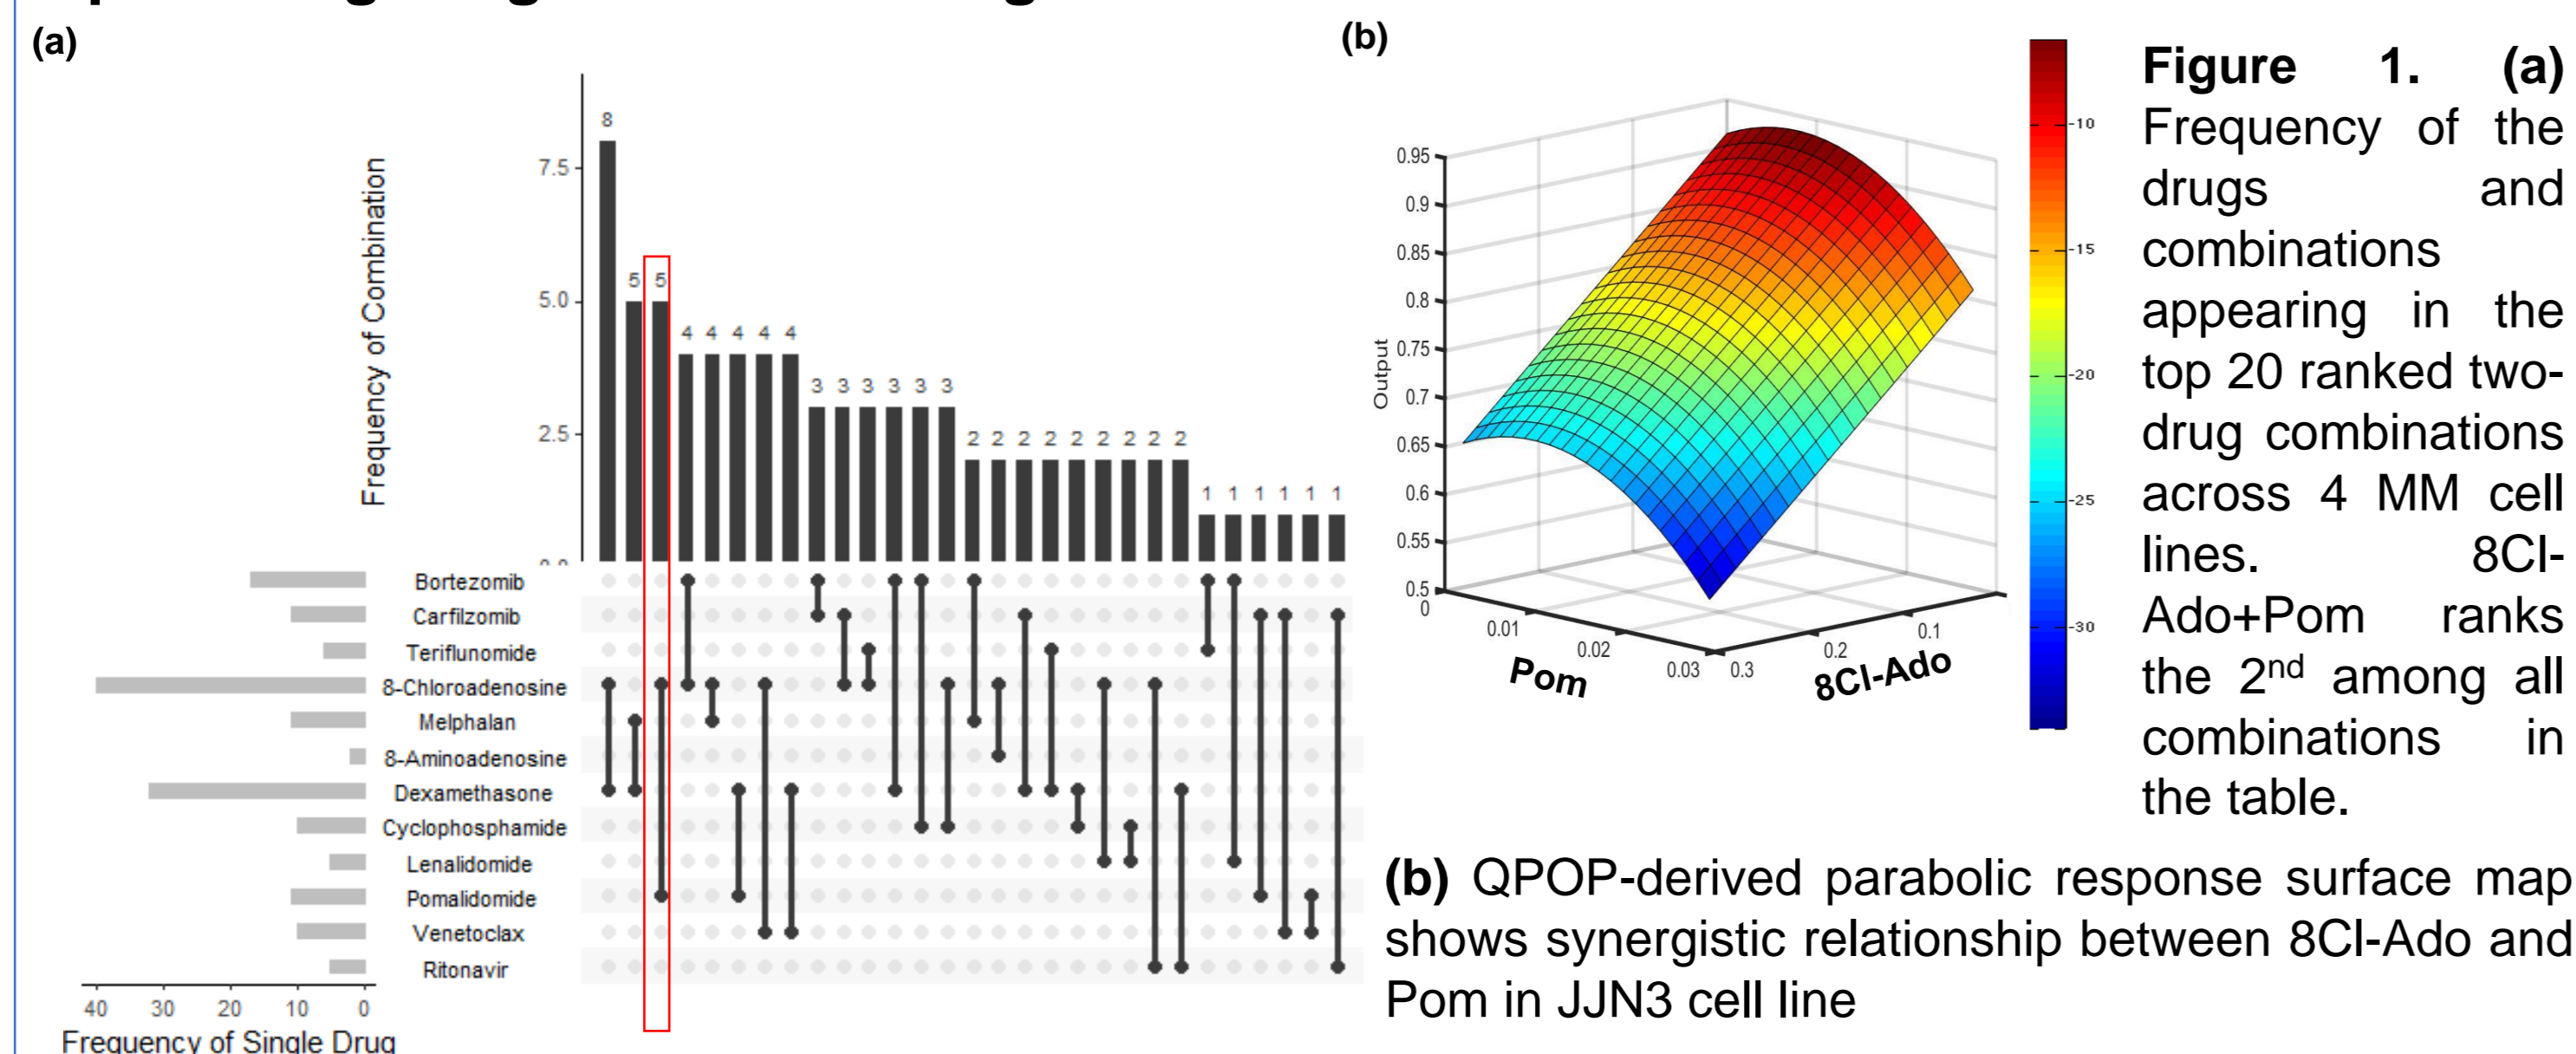 (a)
8
5
5
4
4
4
4
4
3
3
3
3
3
3
2
2
2
2
2
2
2
2
2
1
1
1
1
1
1
7.5
5.0
2.5
Frequency of Combination
Bortezomib
Carfilzomib
Teriflunomide
8-Chloroadenosine
Melphalan
8-Aminoadenosine
Dexamethasone
Cyclophosphamide
Lenalidomide
Pomalidomide
Venetoclax
Ritonavir
40 30 20 10 0
Frequency of Single Drug
(b)
0.95
0.9
0.85
0.8
0.75
0.7
0.65
0.6
0.55
0.5
Output
0
0.01
0.02
0.03
Pom
0.3
0.2
0.1
8Cl-Ado
-10
-15
-20
-25
-30
Figure 1. (a)
Frequency of the
drugs and
combinations
appearing in the
top 20 ranked two-
drug combinations
across 4 MM cell
lines. 8Cl-
Ado+Pom ranks
the 2nd among all
combinations in
the table.
(b) QPOP-derived parabolic response surface map
shows synergistic relationship between 8Cl-Ado and
Pom in JJN3 cell line